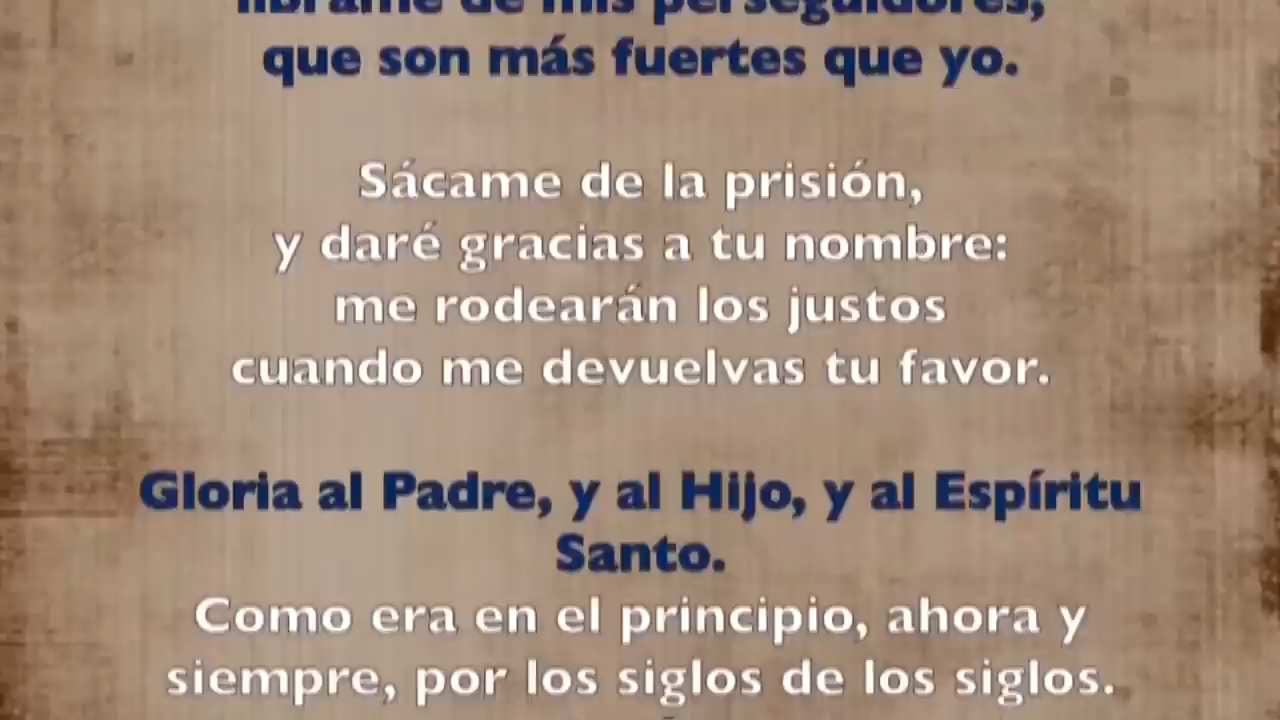 líbrame de mis perseguidores,
que son más fuertes que yo.
Sácame de la prisión,
y daré gracias a tu nombre:
me rodearán los justos
cuando me devuelvas tu favor.
Gloria al Padre, y al Hijo, y al Espíritu
Santo.
Como era en el principio, ahora y
siempre, por los siglos de los siglos.